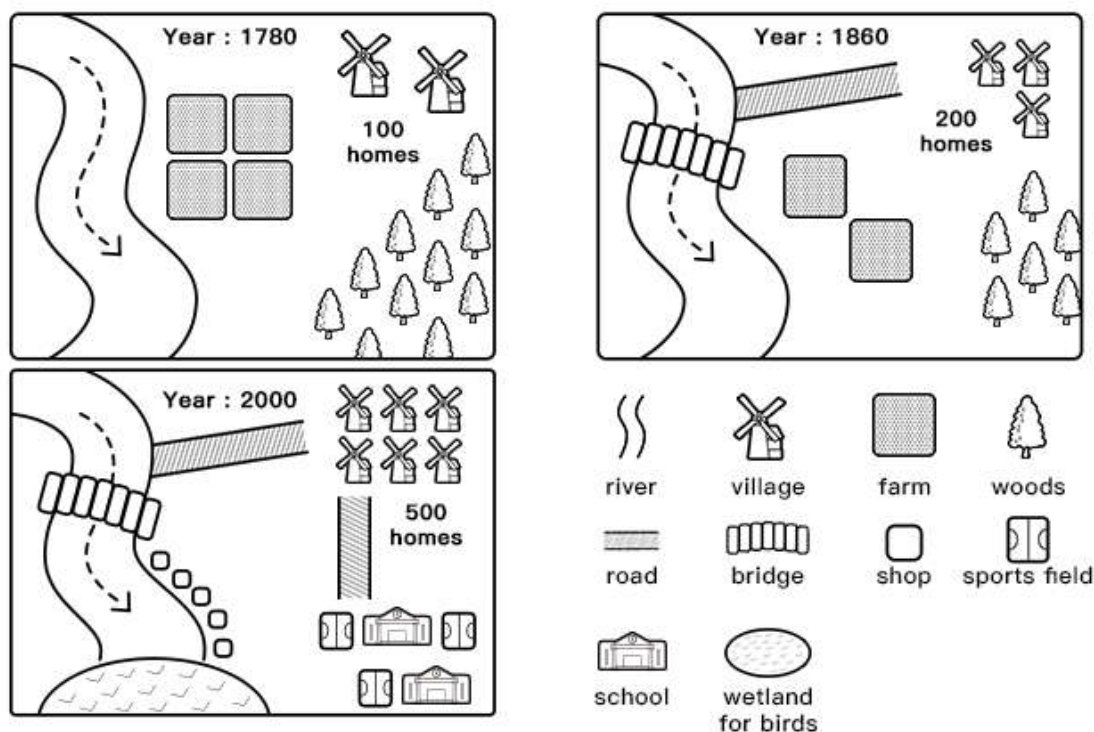 Year : 1780
100
homes
Year : 1860
200
homes
Year : 2000
500
homes
river
village
farm
woods
road
bridge
shop
sports field
school
wetland
for birds